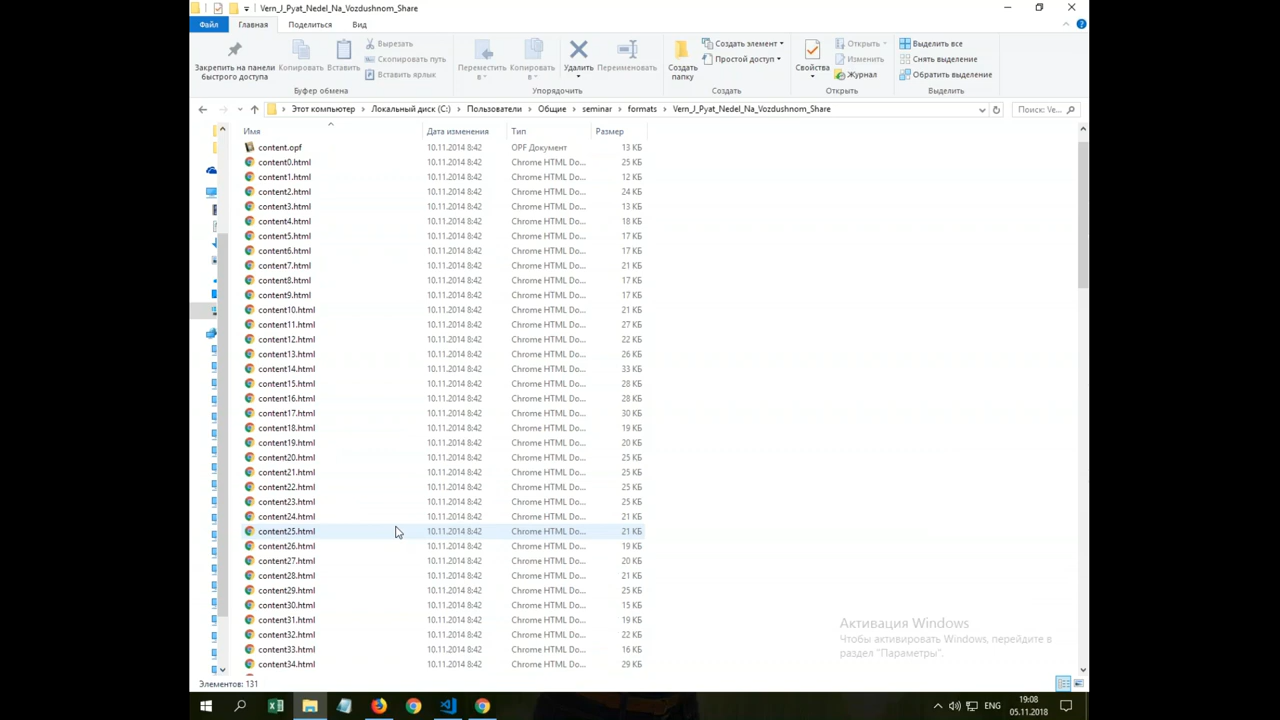 Vern_J_Pyat_Nedel_Na_Vozdushnom_Share
Файл Главная Поделиться Вид
Закрепить на панели быстрого доступа
Копировать
Вставить
Вырезать
Скопировать путь
Вставить ярлык
Буфер обмена
Переместить в
Копировать в
Удалить
Переименовать
Упорядочить
Создать папку
Создать элемент
Простой доступ
Создать
Свойства
Открыть
Изменить
Журнал
Открыть
Выделить все
Снять выделение
Обратить выделение
Выделить
Этот компьютер Локальный диск (C:) Пользователи Общие seminar formats Vern_J_Pyat_Nedel_Na_Vozdushnom_Share
Поиск: Ve...
Имя Дата изменения Тип Размер
content.opf 10.11.2014 8:42 OPF Документ 13 КБ
content0.html 10.11.2014 8:42 Chrome HTML Do... 25 КБ
content1.html 10.11.2014 8:42 Chrome HTML Do... 12 КБ
content2.html 10.11.2014 8:42 Chrome HTML Do... 24 КБ
content3.html 10.11.2014 8:42 Chrome HTML Do... 13 КБ
content4.html 10.11.2014 8:42 Chrome HTML Do... 18 КБ
content5.html 10.11.2014 8:42 Chrome HTML Do... 17 КБ
content6.html 10.11.2014 8:42 Chrome HTML Do... 17 КБ
content7.html 10.11.2014 8:42 Chrome HTML Do... 21 КБ
content8.html 10.11.2014 8:42 Chrome HTML Do... 17 КБ
content9.html 10.11.2014 8:42 Chrome HTML Do... 17 КБ
content10.html 10.11.2014 8:42 Chrome HTML Do... 21 КБ
content11.html 10.11.2014 8:42 Chrome HTML Do... 27 КБ
content12.html 10.11.2014 8:42 Chrome HTML Do... 22 КБ
content13.html 10.11.2014 8:42 Chrome HTML Do... 26 КБ
content14.html 10.11.2014 8:42 Chrome HTML Do... 33 КБ
content15.html 10.11.2014 8:42 Chrome HTML Do... 28 КБ
content16.html 10.11.2014 8:42 Chrome HTML Do... 28 КБ
content17.html 10.11.2014 8:42 Chrome HTML Do... 30 КБ
content18.html 10.11.2014 8:42 Chrome HTML Do... 19 КБ
content19.html 10.11.2014 8:42 Chrome HTML Do... 20 КБ
content20.html 10.11.2014 8:42 Chrome HTML Do... 25 КБ
content21.html 10.11.2014 8:42 Chrome HTML Do... 25 КБ
content22.html 10.11.2014 8:42 Chrome HTML Do... 25 КБ
content23.html 10.11.2014 8:42 Chrome HTML Do... 25 КБ
content24.html 10.11.2014 8:42 Chrome HTML Do... 21 КБ
content25.html 10.11.2014 8:42 Chrome HTML Do... 21 КБ
content26.html 10.11.2014 8:42 Chrome HTML Do... 19 КБ
content27.html 10.11.2014 8:42 Chrome HTML Do... 20 КБ
content28.html 10.11.2014 8:42 Chrome HTML Do... 21 КБ
content29.html 10.11.2014 8:42 Chrome HTML Do... 25 КБ
content30.html 10.11.2014 8:42 Chrome HTML Do... 15 КБ
content31.html 10.11.2014 8:42 Chrome HTML Do... 19 КБ
content32.html 10.11.2014 8:42 Chrome HTML Do... 22 КБ
content33.html 10.11.2014 8:42 Chrome HTML Do... 16 КБ
content34.html 10.11.2014 8:42 Chrome HTML Do... 29 КБ
Активация Windows
Чтобы активировать Windows, перейдите в
раздел "Параметры".
Элементов: 131
ENG
19:08
05.11.2018